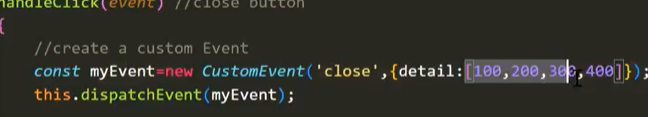 handleClick(event) //close button
{
//create a custom Event
const myEvent=new CustomEvent('close',{detail:[100,200,300,400]});
this.dispatchEvent(myEvent);